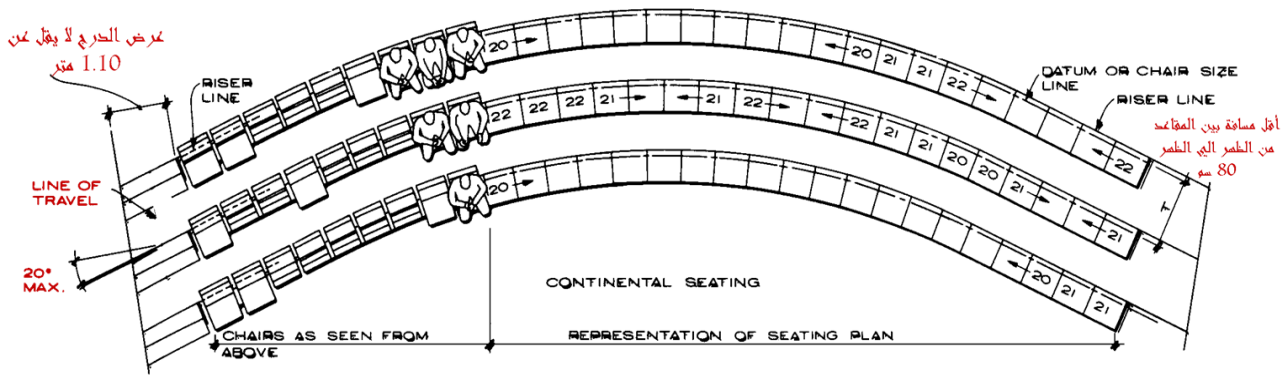 عرض الدرج لا يقل عن
1.10 متر
RISER
LINE
LINE OF
TRAVEL
20°
MAX.
20
20
21
21
22
22
DATUM OR CHAIR SIZE
LINE
RISER LINE
أقل مسافة بين المقاعد
من الظهر الي الظهر
80 سم
22
22
22
21
21
22
22
21
21
20
20
21
21
T
20
20
21
21
CONTINENTAL SEATING
CHAIRS AS SEEN FROM
ABOVE
REPRESENTATION OF SEATING PLAN